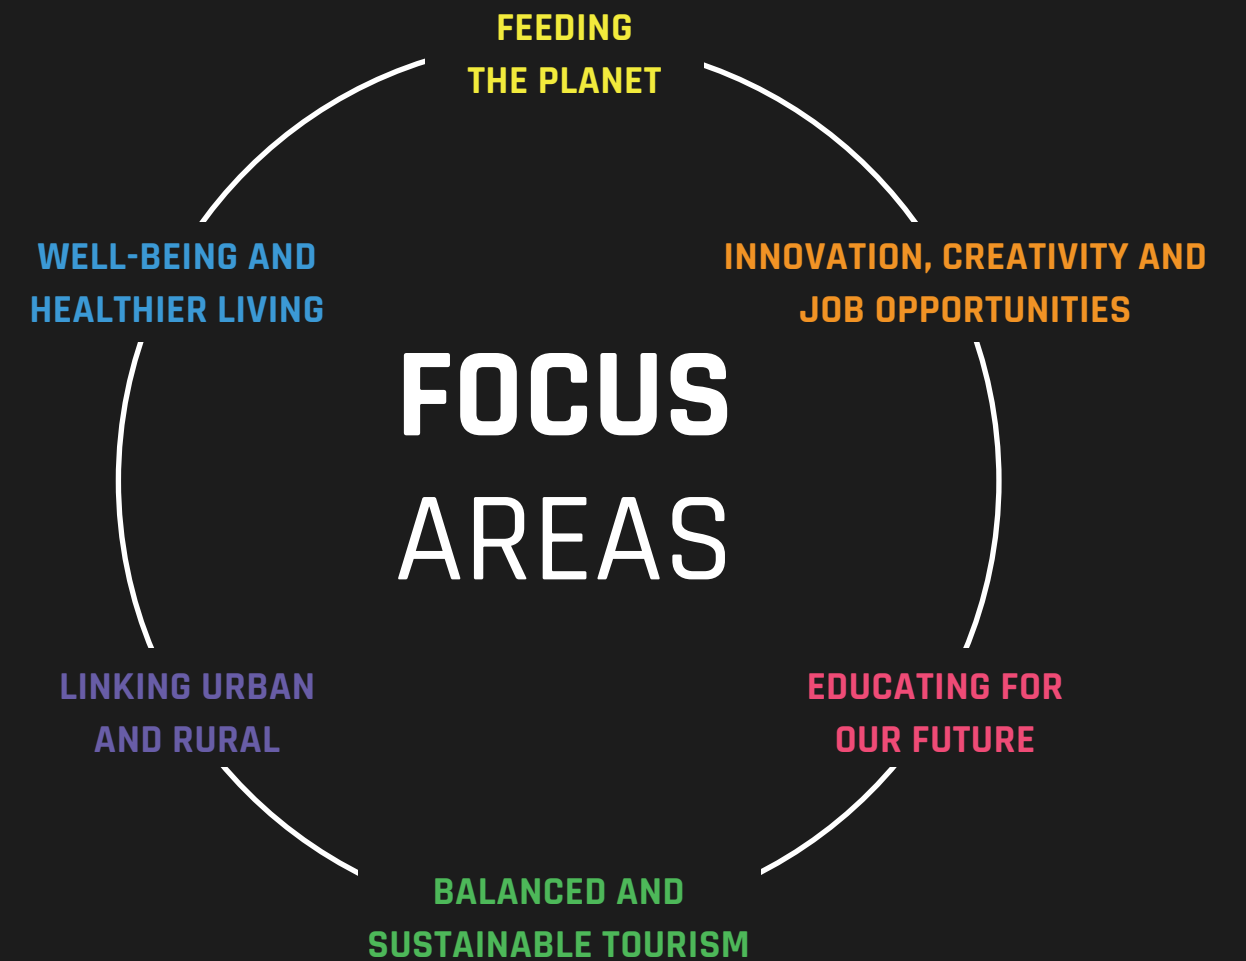 FEEDING
THE PLANET
WELL-BEING AND
HEALTHIER LIVING
INNOVATION, CREATIVITY AND
JOB OPPORTUNITIES
FOCUS
AREAS
LINKING URBAN
AND RURAL
EDUCATING FOR
OUR FUTURE
BALANCED AND
SUSTAINABLE TOURISM